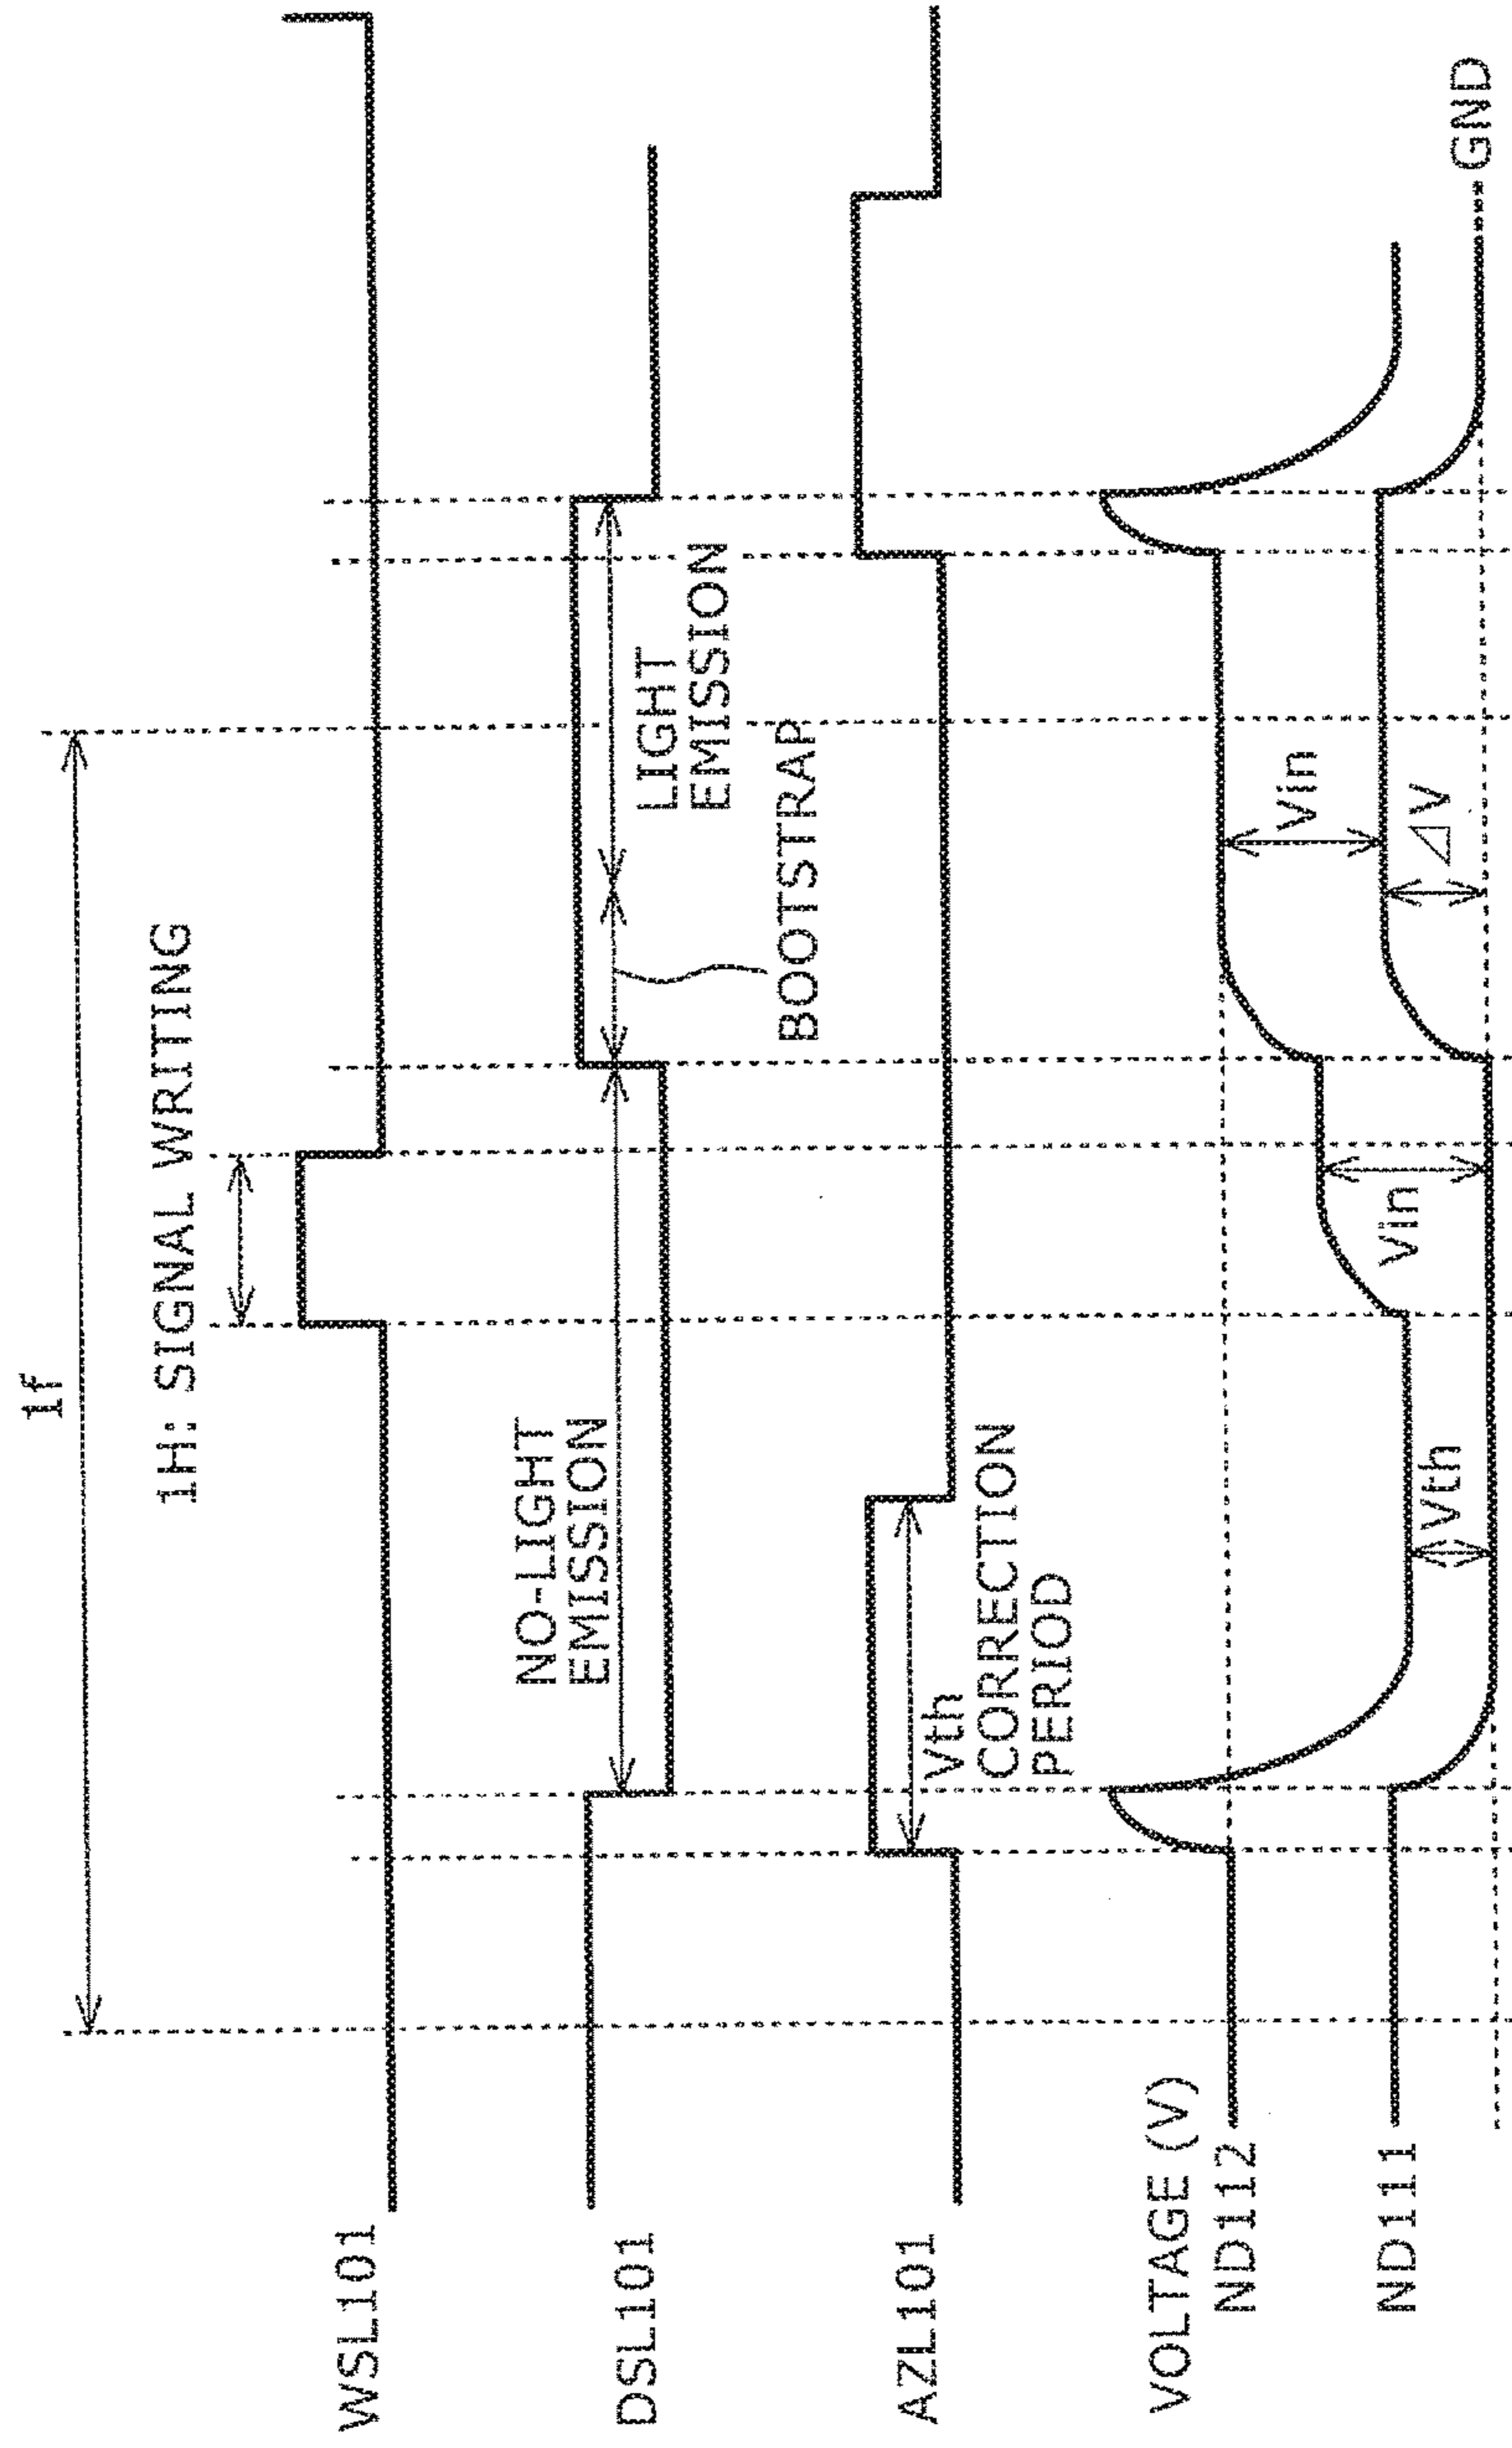 1f
1H: SIGNAL WRITING
WSL101
NO-LIGHT
EMISSION
LIGHT
EMISSION
BOOTSTRAP
DSL101
Vth
CORRECTION
PERIOD
AZL101
VOLTAGE (V)
ND112
Vin
Vin
ND111
Vth
ΔV
GND